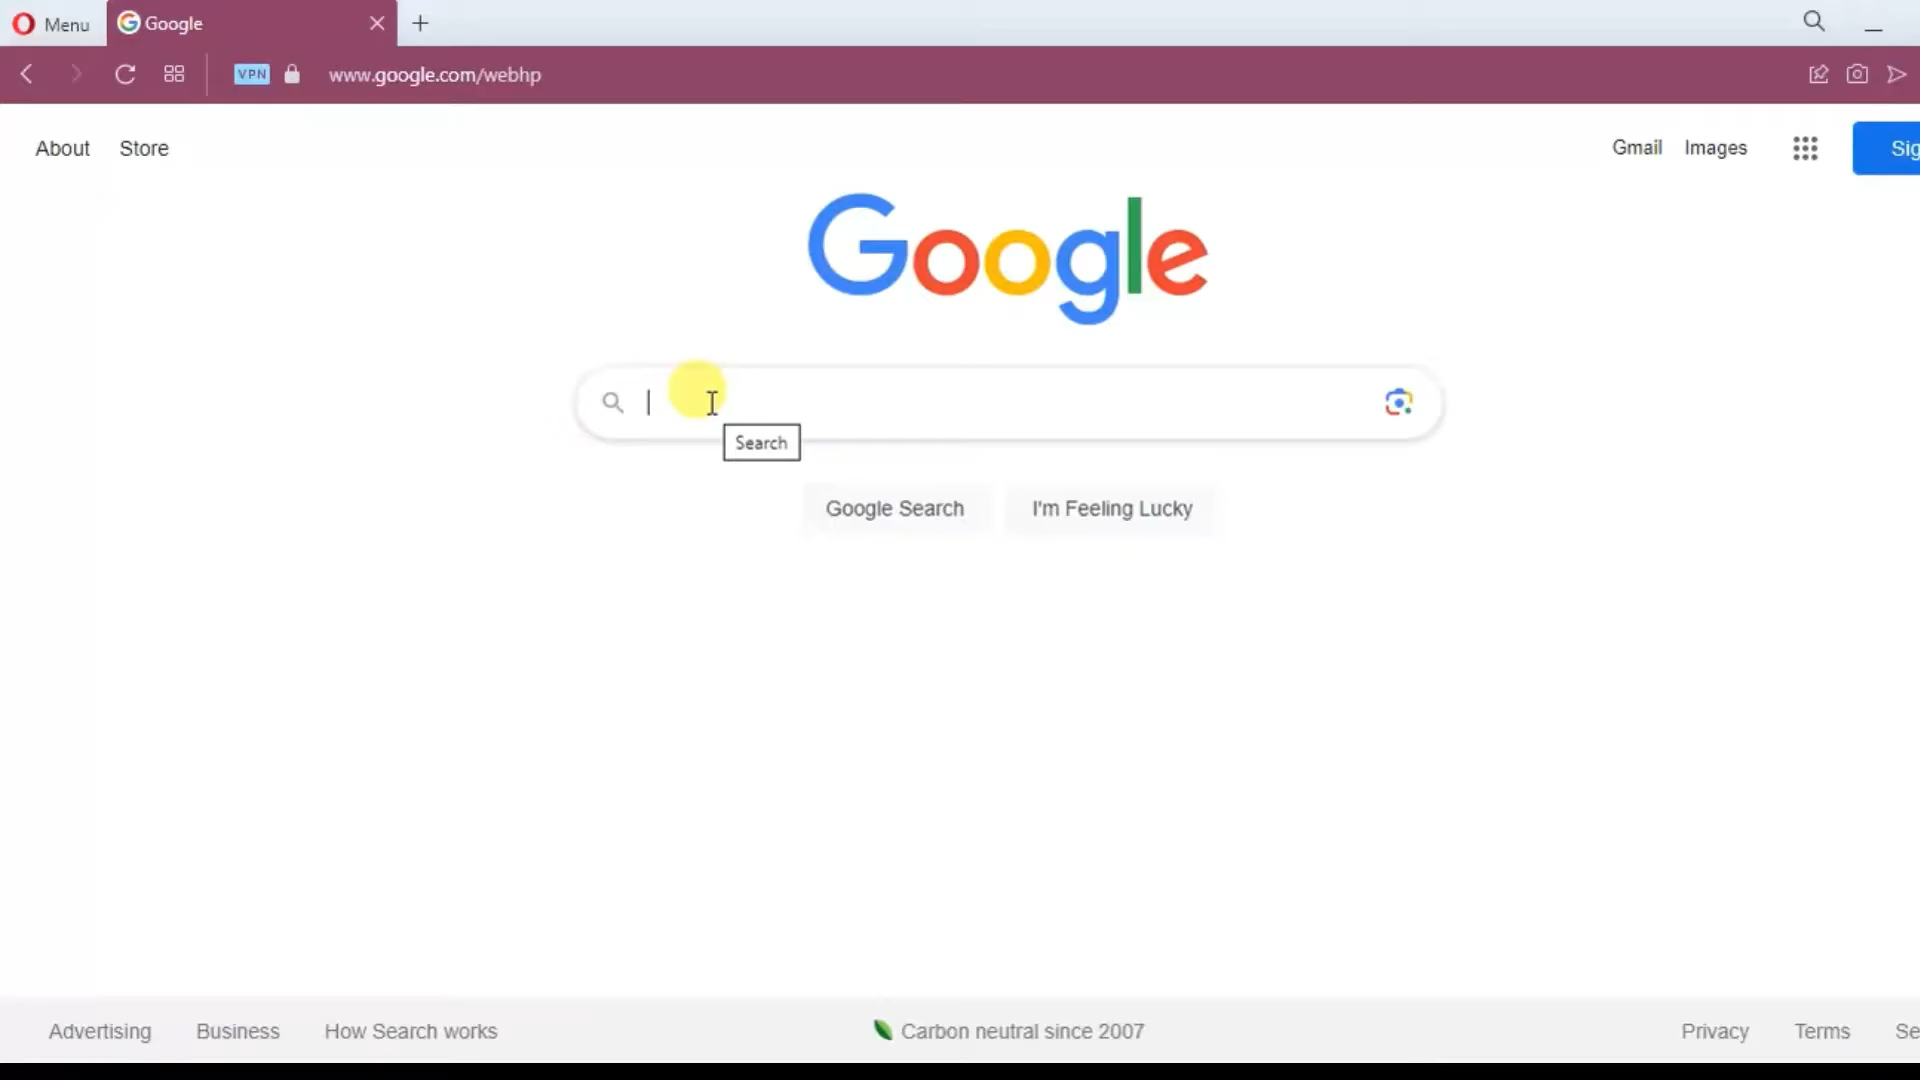 Menu
Google
VPN
www.google.com/webhp
About
Store
Gmail
Images
Sig
Google
Search
Google Search
I'm Feeling Lucky
Advertising
Business
How Search works
Carbon neutral since 2007
Privacy
Terms
Se